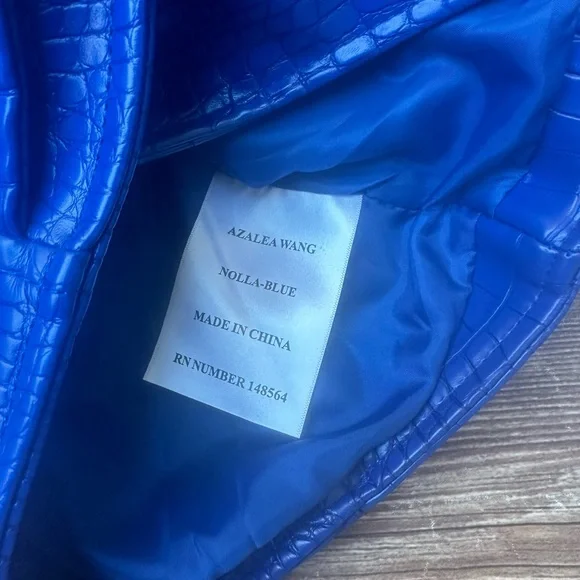 AZALEA WANG
NOLLA-BLUE
MADE IN CHINA
RN NUMBER 148564